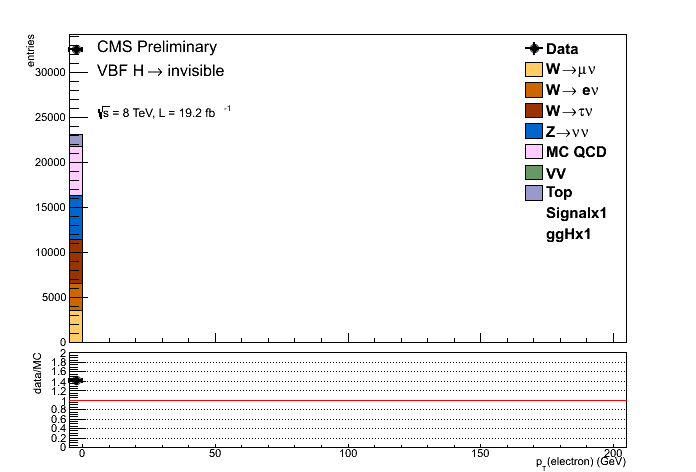 entries
CMS Preliminary
VBF H → invisible
√s = 8 TeV, L = 19.2 fb⁻¹
Data
W→μν
W→ eν
W→τν
Z→νν
MC QCD
VV
Top
Signalx1
ggHx1
30000
25000
20000
15000
10000
5000
0
data/MC
2
1.8
1.6
1.4
1.2
1
0.8
0.6
0.4
0.2
0
0 50 100 150 200
p_T(electron) (GeV)